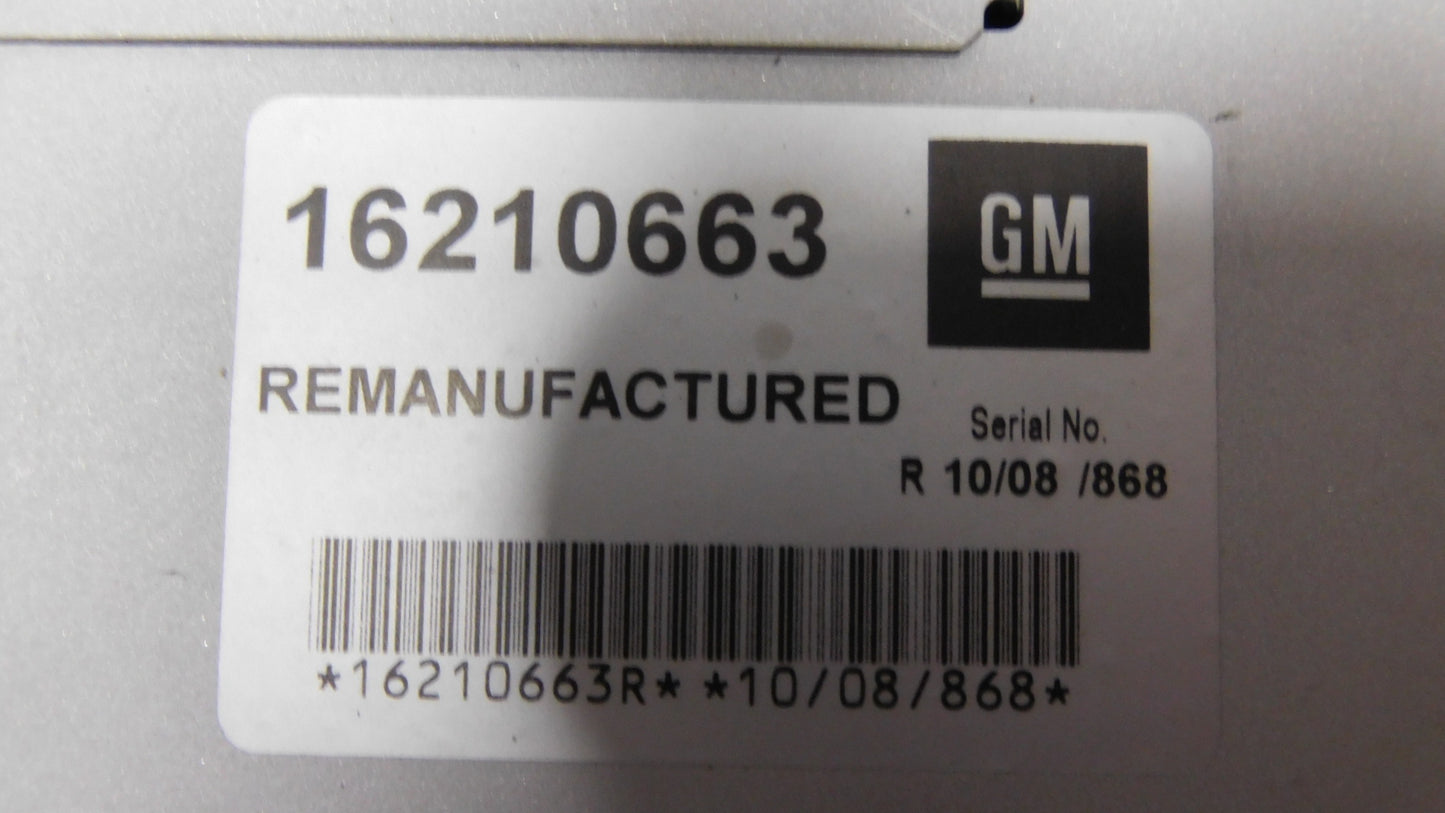 16210663
GM
REMANUFACTURED
Serial No.
R 10/08 /868
*16210663R* *10/08/868*